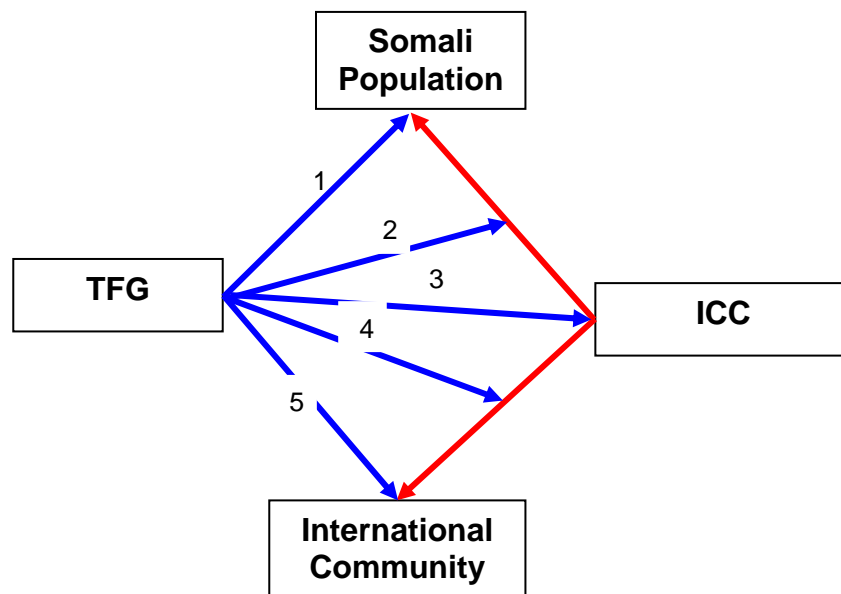 Somali
Population
1
2
TFG
3
ICC
4
5
International
Community